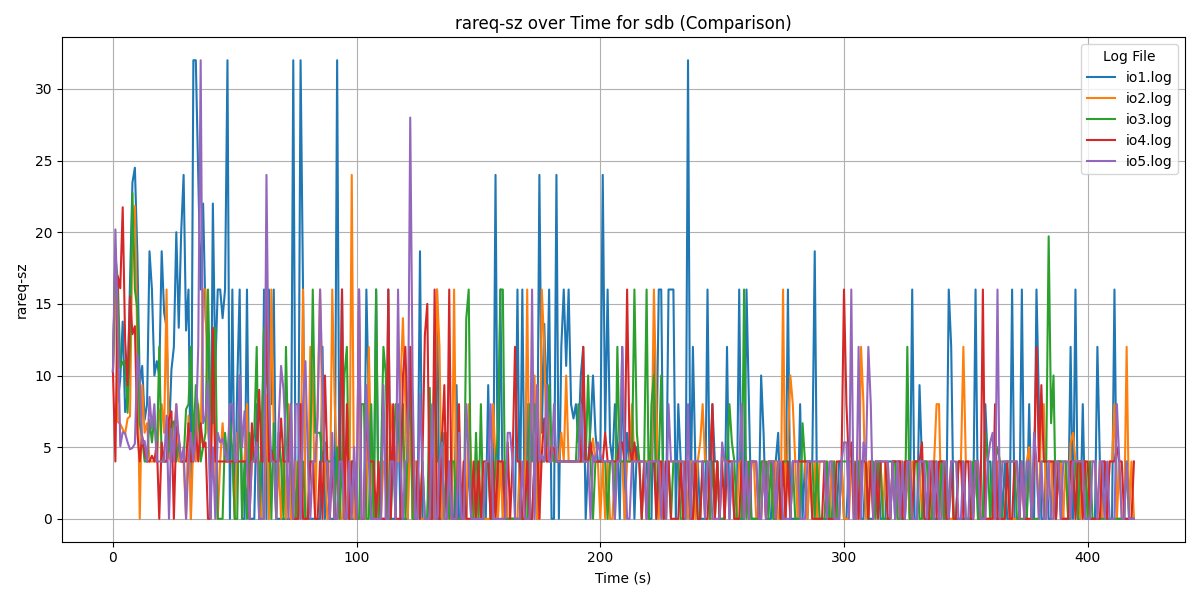 rareq-sz over Time for sdb (Comparison)
Log File
io1.log
io2.log
io3.log
io4.log
io5.log
rareq-sz
30
25
20
15
10
5
0
0 100 200 300 400
Time (s)